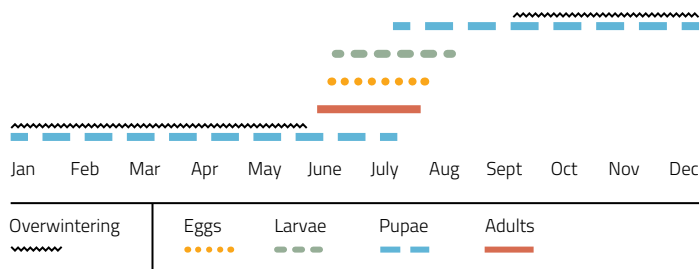 Jan Feb Mar Apr May June July Aug Sept Oct Nov Dec
Overwintering Eggs Larvae Pupae Adults